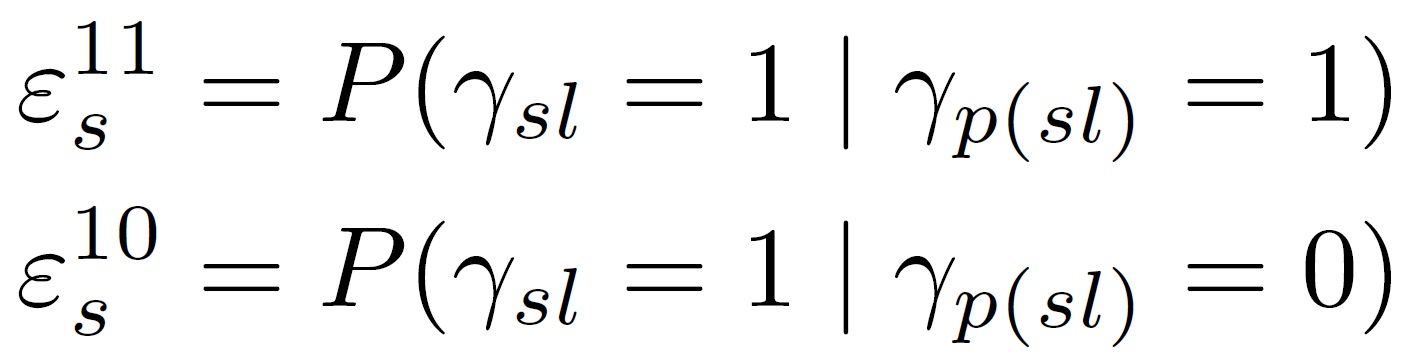 ε_s^{11} = P(γ_{sl} = 1 | γ_{p(sl)} = 1)
ε_s^{10} = P(γ_{sl} = 1 | γ_{p(sl)} = 0)